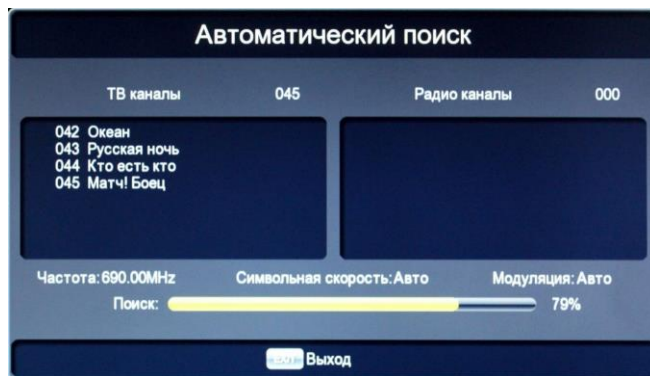 Автоматический поиск
ТВ каналы 045 Радио каналы 000
042 Океан
043 Русская ночь
044 Кто есть кто
045 Матч! Боец
Частота:690.00MHz Символьная скорость:Авто Модуляция:Авто
Поиск: 79%
EXIT Выход